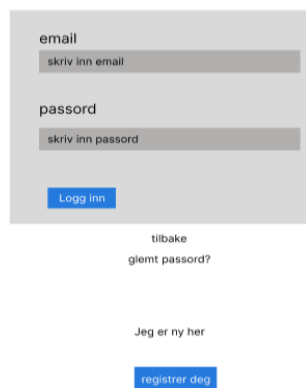 email
skriv inn email
passord
skriv inn passord
Logg inn
tilbake
glemt passord?
Jeg er ny her
registrer deg